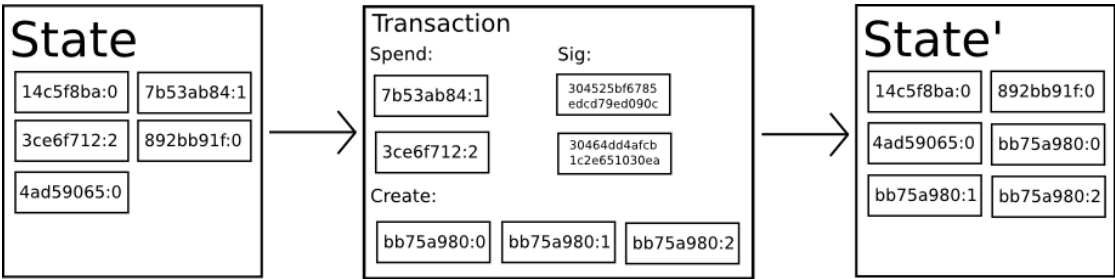 State
14c5f8ba:0 7b53ab84:1
3ce6f712:2 892bb91f:0
4ad59065:0
Transaction
Spend: Sig:
7b53ab84:1
304525bf6785
edcd79ed090c
3ce6f712:2
30464dd4afcb
1c2e651030ea
Create:
bb75a980:0 bb75a980:1 bb75a980:2
State'
14c5f8ba:0 892bb91f:0
4ad59065:0 bb75a980:0
bb75a980:1 bb75a980:2